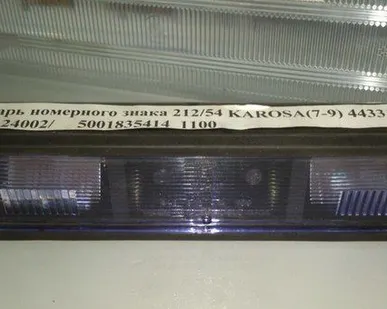 арь номерного знака 212/54 KAROSA(7-9) 4433
24002/ 5001835414 1100